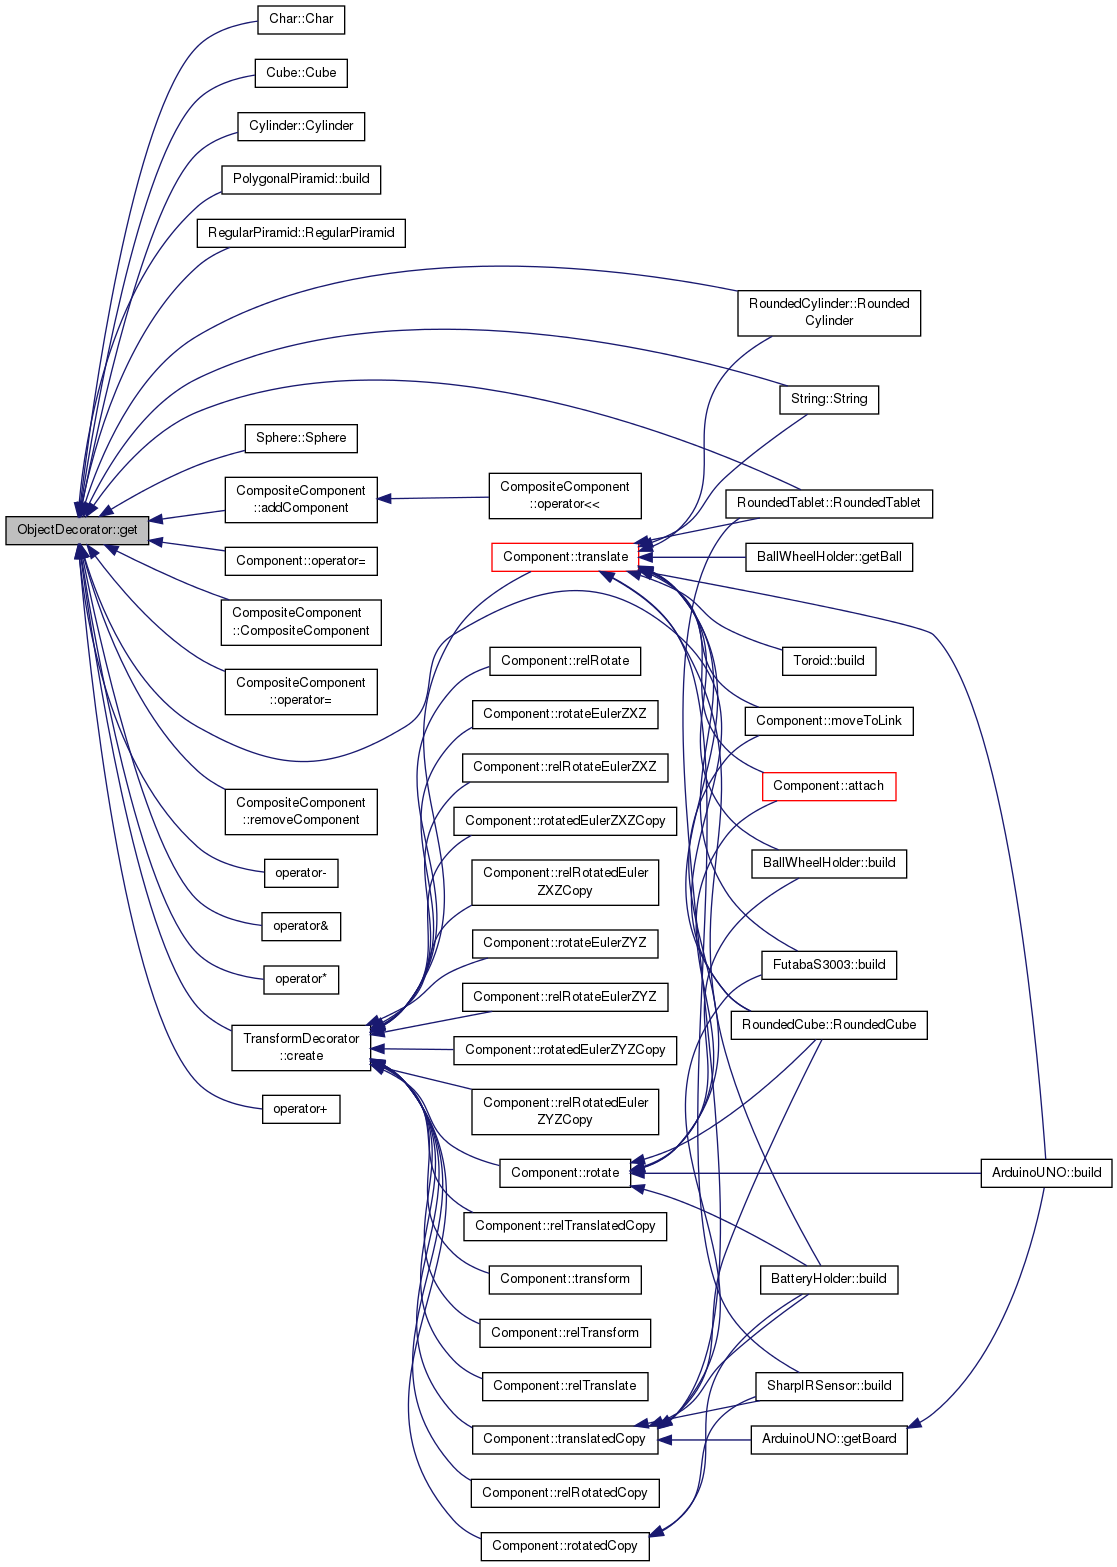 Char::Char
Cube::Cube
Cylinder::Cylinder
PolygonalPiramid::build
RegularPiramid::RegularPiramid
RoundedCylinder::Rounded
Cylinder
String::String
Sphere::Sphere
CompositeComponent
::addComponent
CompositeComponent
::operator<<
RoundedTablet::RoundedTablet
ObjectDecorator::get
Component::operator=
Component::translate
BallWheelHolder::getBall
CompositeComponent
::CompositeComponent
Component::relRotate
Toroid::build
CompositeComponent
::operator=
Component::rotateEulerZXZ
Component::moveToLink
Component::relRotateEulerZXZ
Component::attach
CompositeComponent
::removeComponent
Component::rotatedEulerZXZCopy
operator-
Component::relRotatedEuler
ZXZCopy
BallWheelHolder::build
operator&
Component::rotateEulerZYZ
FutabaS3003::build
operator*
Component::relRotateEulerZYZ
RoundedCube::RoundedCube
TransformDecorator
::create
Component::rotatedEulerZYZCopy
operator+
Component::relRotatedEuler
ZYZCopy
Component::rotate
ArduinoUNO::build
Component::relTranslatedCopy
Component::transform
BatteryHolder::build
Component::relTransform
Component::relTranslate
SharpIRSensor::build
Component::translatedCopy
ArduinoUNO::getBoard
Component::relRotatedCopy
Component::rotatedCopy